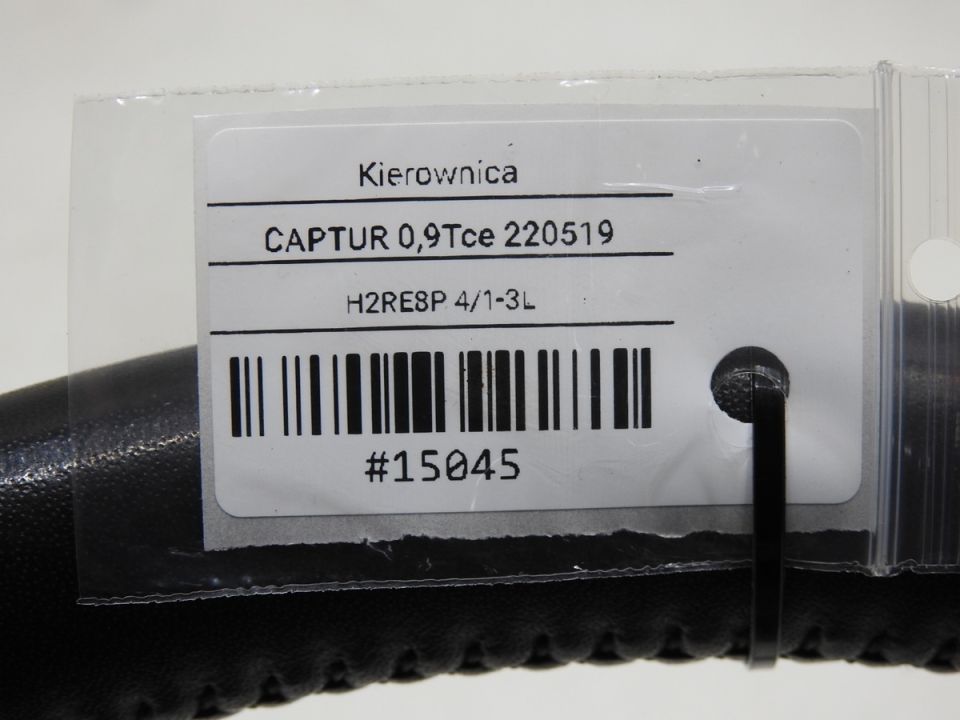 Kierownica
CAPTUR 0,9Tce 220519
H2RE8P 4/1-3L
#15045